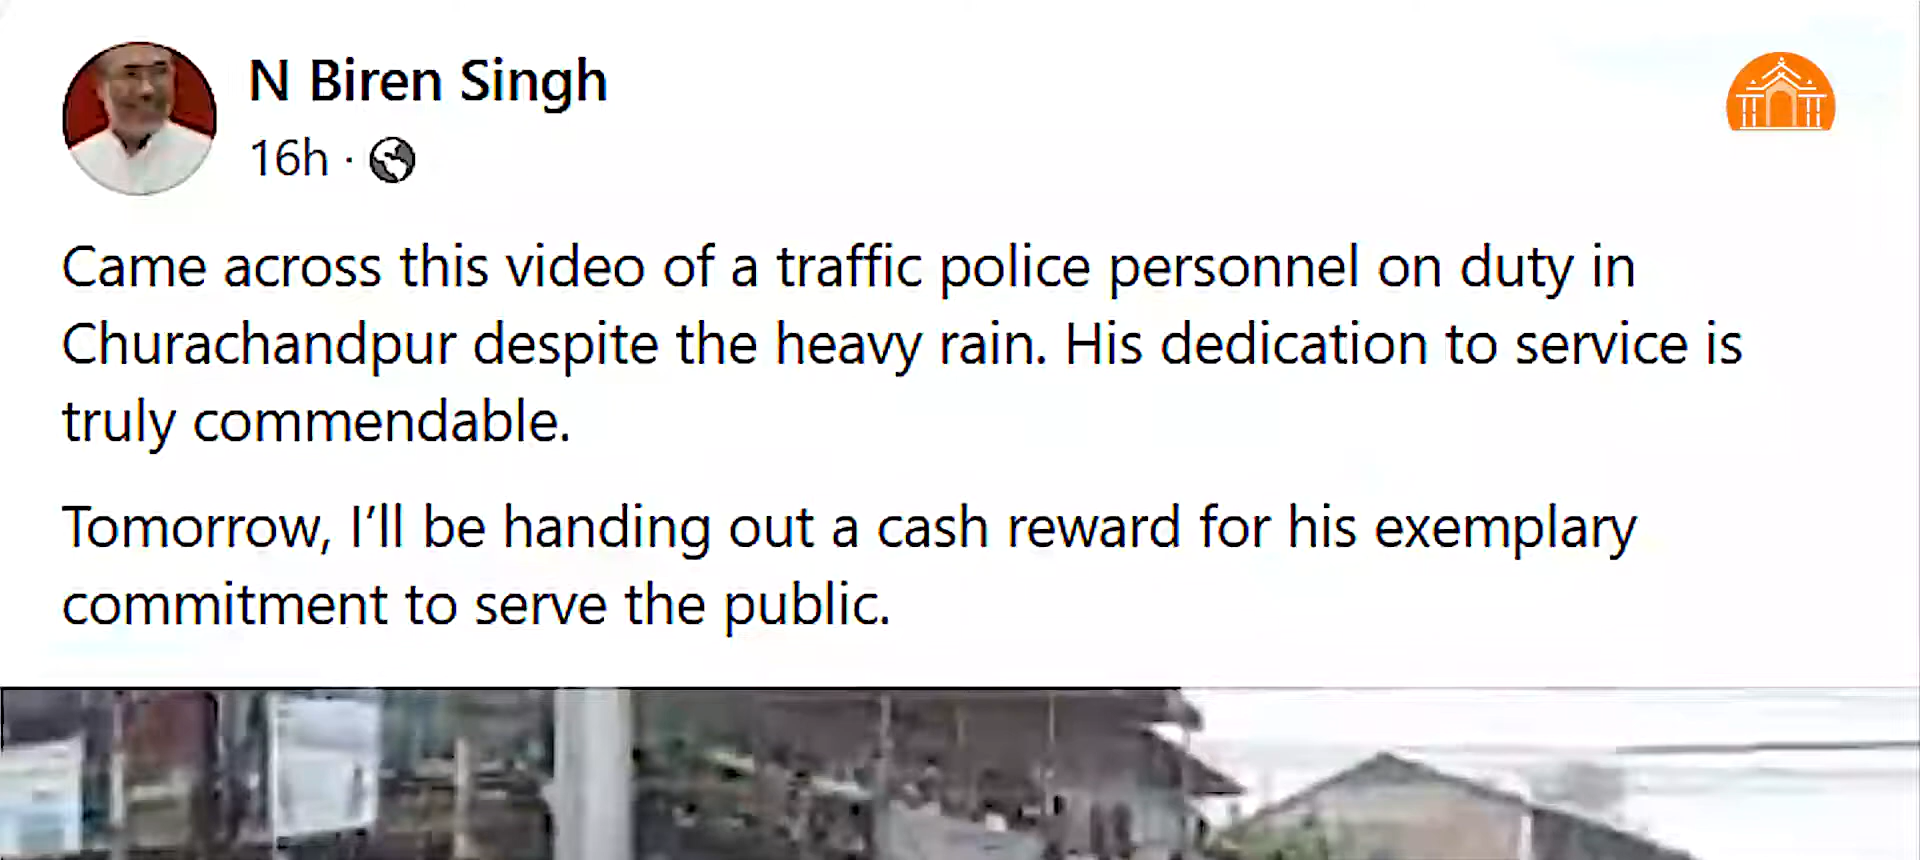 N Biren Singh
16h ·
Came across this video of a traffic police personnel on duty in
Churachandpur despite the heavy rain. His dedication to service is
truly commendable.
Tomorrow, I’ll be handing out a cash reward for his exemplary
commitment to serve the public.